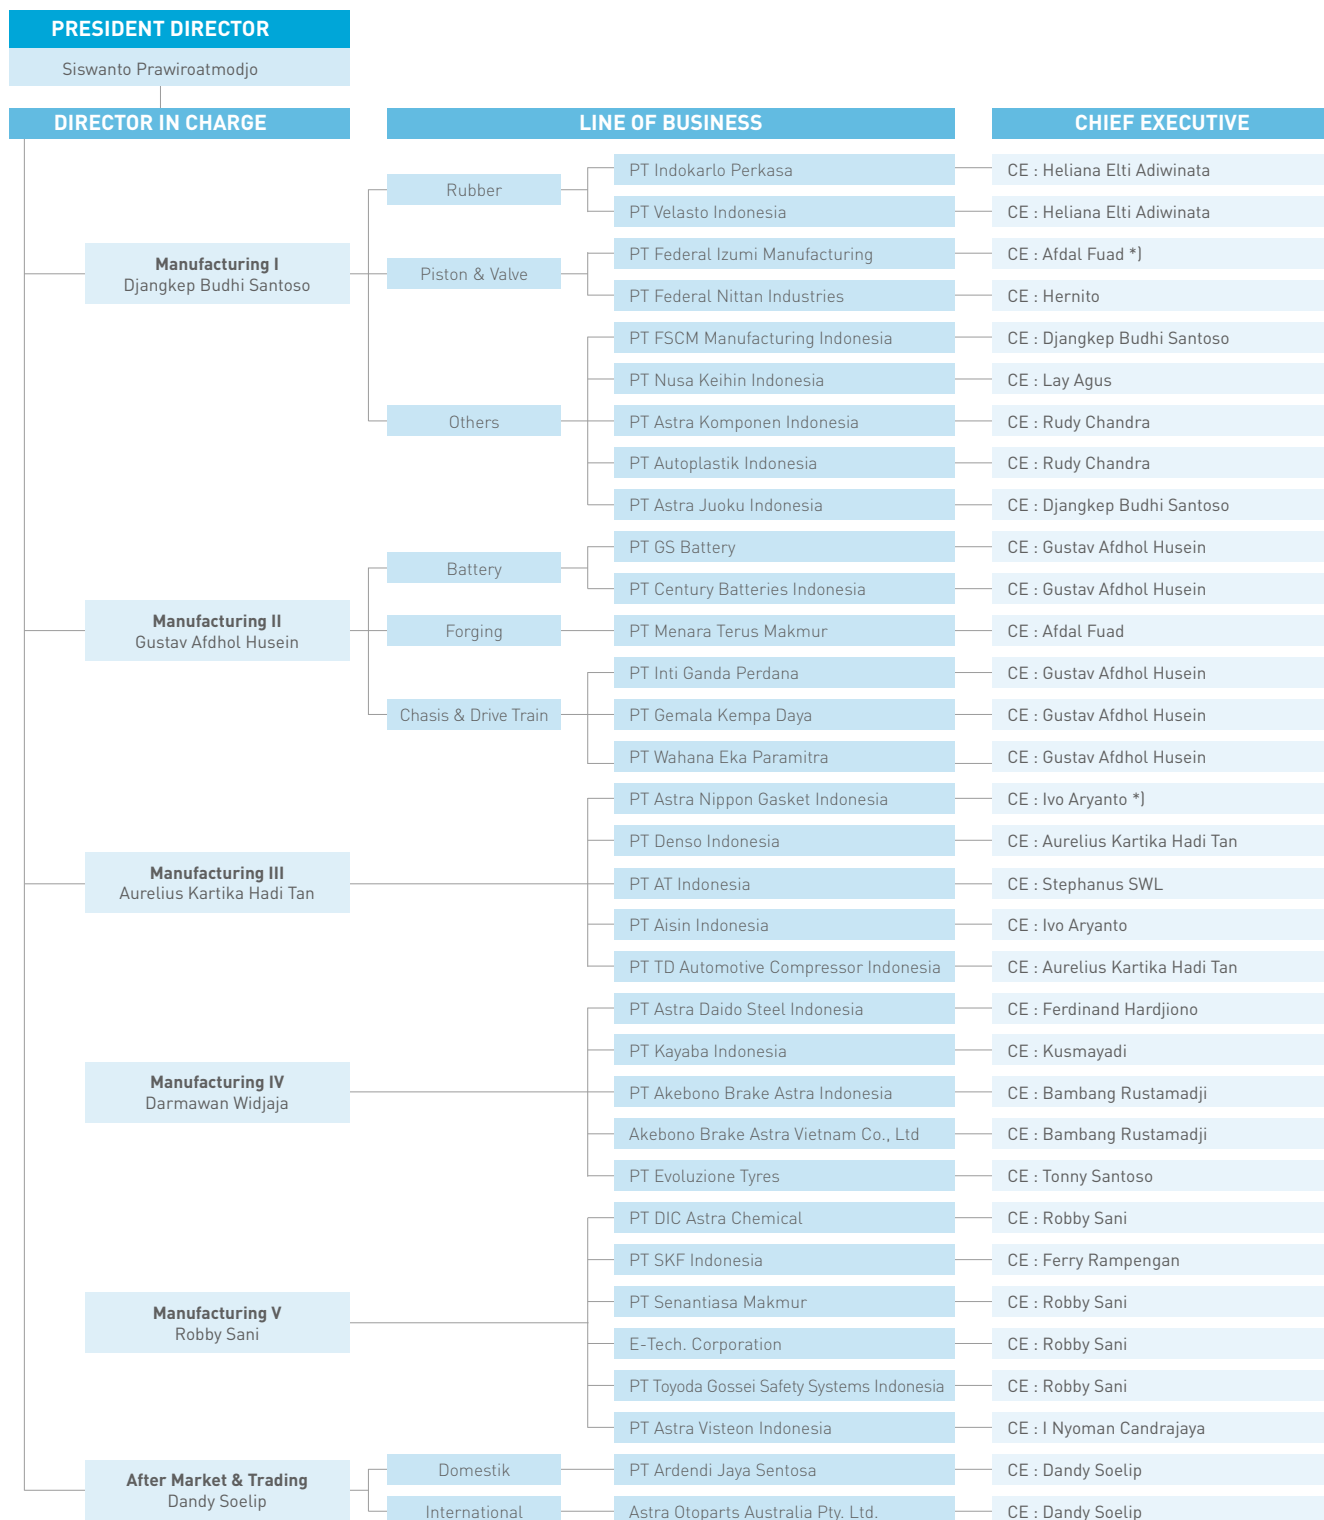 PRESIDENT DIRECTOR
Siswanto Prawiroatmodjo
DIRECTOR IN CHARGE
LINE OF BUSINESS
CHIEF EXECUTIVE
Manufacturing I
Djangkep Budhi Santoso
Rubber
PT Indokarlo Perkasa
CE : Heliana Elti Adiwinata
PT Velasto Indonesia
CE : Heliana Elti Adiwinata
Piston & Valve
PT Federal Izumi Manufacturing
CE : Afdal Fuad *)
PT Federal Nittan Industries
CE : Hernito
Others
PT FSCM Manufacturing Indonesia
CE : Djangkep Budhi Santoso
PT Nusa Keihin Indonesia
CE : Lay Agus
PT Astra Komponen Indonesia
CE : Rudy Chandra
PT Autoplastik Indonesia
CE : Rudy Chandra
PT Astra Juoku Indonesia
CE : Djangkep Budhi Santoso
Manufacturing II
Gustav Afdhol Husein
Battery
PT GS Battery
CE : Gustav Afdhol Husein
PT Century Batteries Indonesia
CE : Gustav Afdhol Husein
Forging
PT Menara Terus Makmur
CE : Afdal Fuad
Chasis & Drive Train
PT Inti Ganda Perdana
CE : Gustav Afdhol Husein
PT Gemala Kempa Daya
CE : Gustav Afdhol Husein
PT Wahana Eka Paramitra
CE : Gustav Afdhol Husein
Manufacturing III
Aurelius Kartika Hadi Tan
PT Astra Nippon Gasket Indonesia
CE : Ivo Aryanto *)
PT Denso Indonesia
CE : Aurelius Kartika Hadi Tan
PT AT Indonesia
CE : Stephanus SWL
PT Aisin Indonesia
CE : Ivo Aryanto
PT TD Automotive Compressor Indonesia
CE : Aurelius Kartika Hadi Tan
Manufacturing IV
Darmawan Widjaja
PT Astra Daido Steel Indonesia
CE : Ferdinand Hardjiono
PT Kayaba Indonesia
CE : Kusmayadi
PT Akebono Brake Astra Indonesia
CE : Bambang Rustamadji
Akebono Brake Astra Vietnam Co., Ltd
CE : Bambang Rustamadji
PT Evoluzione Tyres
CE : Tonny Santoso
Manufacturing V
Robby Sani
PT DIC Astra Chemical
CE : Robby Sani
PT SKF Indonesia
CE : Ferry Rampengan
PT Senantiasa Makmur
CE : Robby Sani
E-Tech. Corporation
CE : Robby Sani
PT Toyoda Gossei Safety Systems Indonesia
CE : Robby Sani
PT Astra Visteon Indonesia
CE : I Nyoman Candrajaya
After Market & Trading
Dandy Soelip
Domestik
PT Ardendi Jaya Sentosa
CE : Dandy Soelip
International
Astra Otoparts Australia Pty. Ltd.
CE : Dandy Soelip